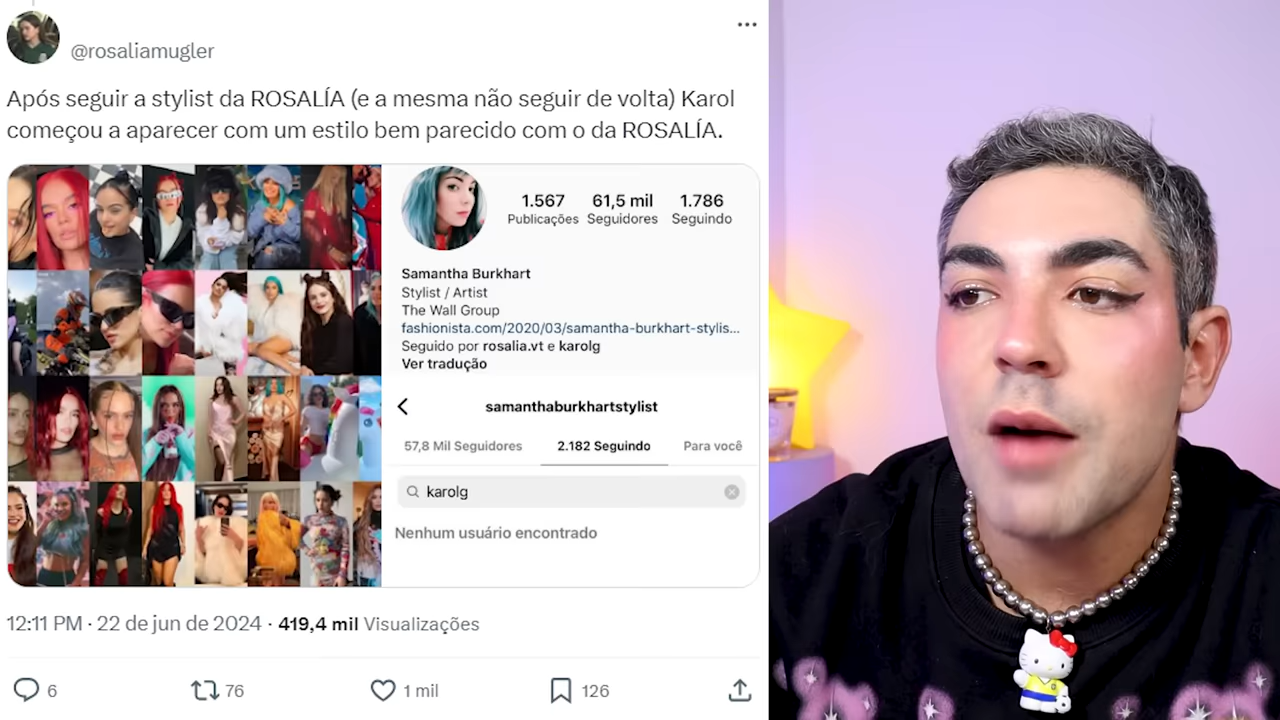 @rosaliamugler
Após seguir a stylist da ROSALÍA (e a mesma não seguir de volta) Karol
começou a aparecer com um estilo bem parecido com o da ROSALÍA.
1.567 61,5 mil 1.786
Publicações Seguidores Seguindo
Samantha Burkhart
Stylist / Artist
The Wall Group
fashionista.com/2020/03/samantha-burkhart-stylis...
Seguido por rosalia.vt e karolg
Ver tradução
samanthaburkhartstylist
57,8 Mil Seguidores 2.182 Seguindo Para você
karolg
Nenhum usuário encontrado
12:11 PM · 22 de jun de 2024 · 419,4 mil Visualizações
6 76 1 mil 126